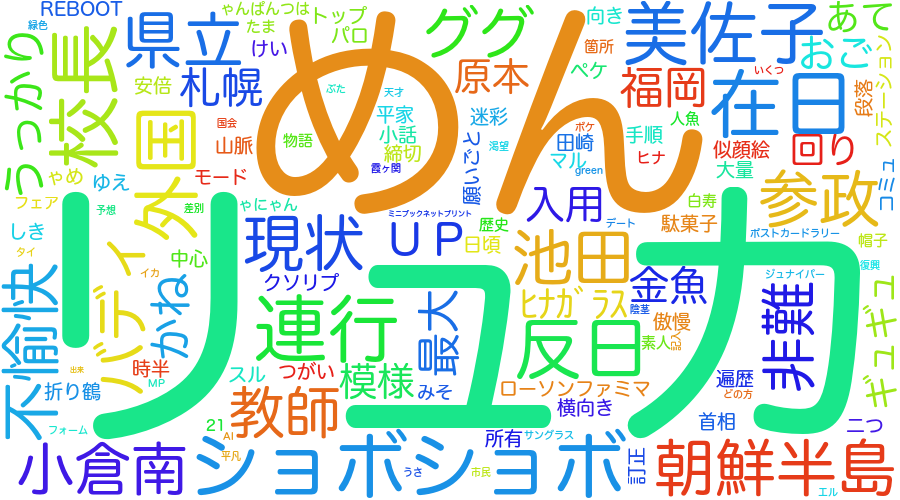 REBOOT
緑色
ゃんぱんつは
たま
トップ
パロ
けい
めん
ググ
向き
箇所
ペケ
美佐子
あて
おご
ステーション
うっかり
校長
県立
札幌
安倍
国会
山脈
ぶた
天才
物語
平家
小話
締切
霞ヶ関
原本
迷彩
渇望
願いごと
ボケ
田崎
マル
green
手順
福岡
人魚
ヒナ
いくつ
在日
似顔絵
大量
段落
回り
コミュ
ゃめ
ゆえ
フェア
予想
外国
モード
差別
ゃにゃん
ミニブックネットプリント
歴史
日頃
入用
デート
白寿
駄菓子
参政
ポストカードラリー
帽子
復興
しき
タイ
イカ
中心
リュカ
現状
UP
クソリプ
池田
ヒナガラス
金魚
陰茎
ジュナイパー
非難
ギュギュ
不愉快
バディ
かね
連行
最大
反日
傲慢
素人
時半
MP
出来
折り鶴
スル
つがい
模様
みそ
ローソンファミマ
横向き
遍歴
どの方
首相
二つ
フォーム
21
AI
平凡
教師
所有
サングラス
訂正
小倉南
ショボショボ
うさ
市民
朝鮮半島
エル